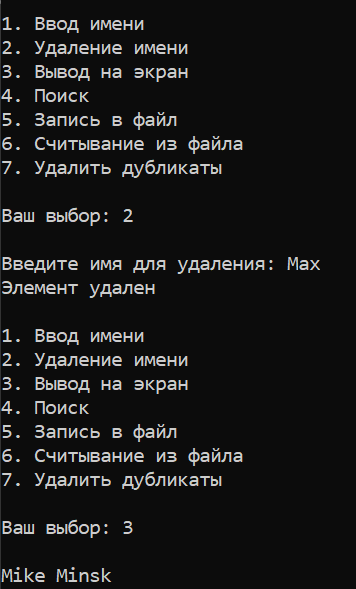 1. Ввод имени
2. Удаление имени
3. Вывод на экран
4. Поиск
5. Запись в файл
6. Считывание из файла
7. Удалить дубликаты
Ваш выбор: 2
Введите имя для удаления: Max
Элемент удален
1. Ввод имени
2. Удаление имени
3. Вывод на экран
4. Поиск
5. Запись в файл
6. Считывание из файла
7. Удалить дубликаты
Ваш выбор: 3
Mike Minsk